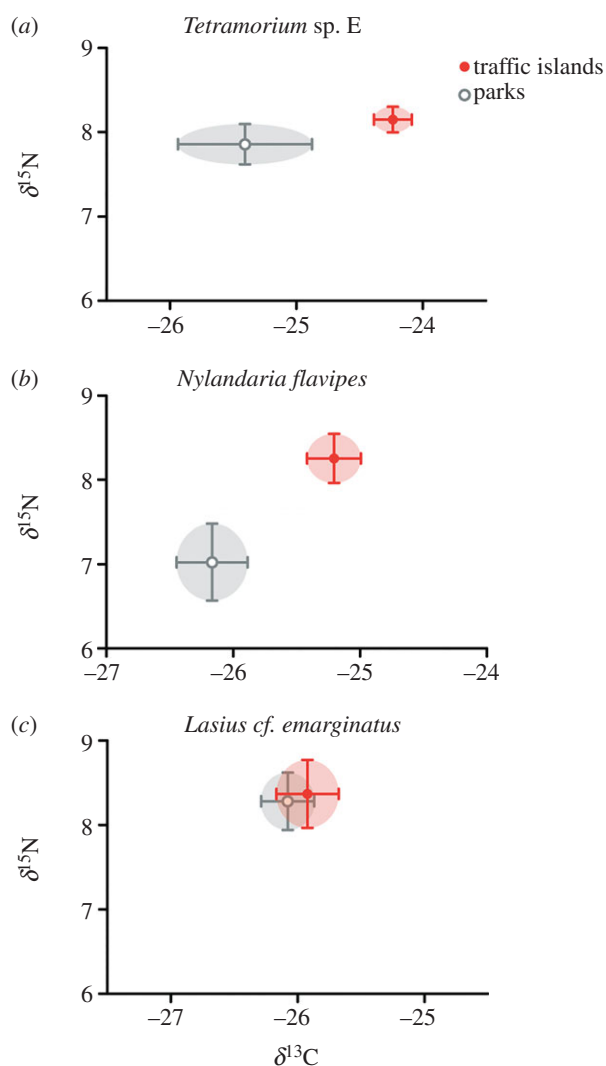 (a) Tetramorium sp. E
traffic islands
parks
9
8
7
6
δ15N
–26 –25 –24
(b) Nylandaria flavipes
9
8
7
6
δ15N
–27 –26 –25 –24
(c) Lasius cf. emarginatus
9
8
7
6
δ15N
–27 –26 –25
δ13C